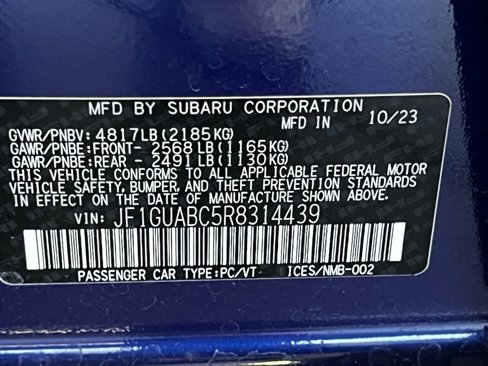 MFD BY SUBARU CORPORATION
MFD IN 10/23
GVWR/PNBV: 4817LB(2185KG)
GAWR/PNBE:FRONT- 2568LB(1165KG)
GAWR/PNBE:REAR - 2491LB(1130KG)
THIS VEHICLE CONFORMS TO ALL APPLICABLE FEDERAL MOTOR
VEHICLE SAFETY, BUMPER, AND THEFT PREVENTION STANDARDS
IN EFFECT ON THE DATE OF MANUFACTURE SHOWN ABOVE.
VIN: JF1GUABC5R8314439
PASSENGER CAR TYPE:PC/VT ICES/NMB-002